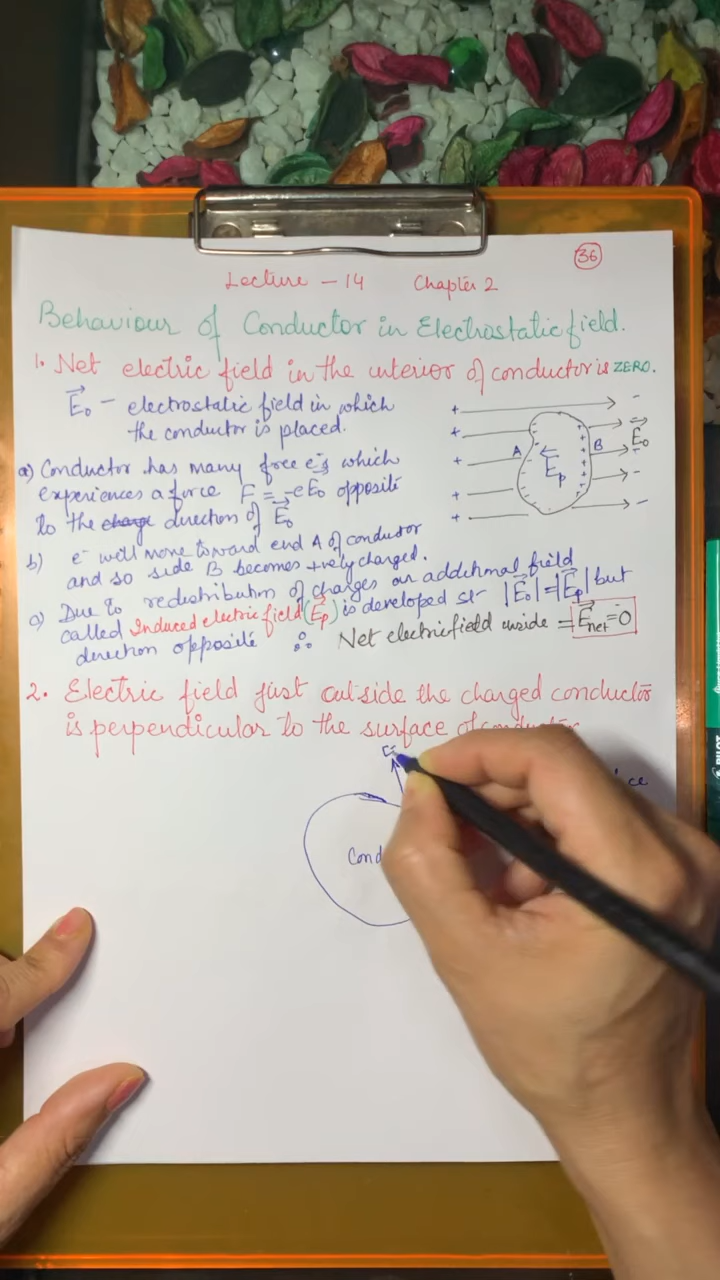 36
Lecture - 14 Chapter 2
Behaviour of Conductor in Electrostatic field.
1. Net electric field in the interior of conductor is ZERO.
E₀ - electrostatic field in which
the conductor is placed.
a) Conductor has many free e⁻s which
experiences a force F = -eE₀ opposite
to the charge direction of E₀
A B E₀
Eₚ
b) e⁻ will move toward end A of conductor
and so side B becomes +vely charged.
c) Due to redistribution of charges an additional field
called Induced electric field (Eₚ) is developed st |E₀| = |Eₚ| but
direction opposite ∴ Net electric field inside = Eₙₑₜ = 0
2. Electric field just outside the charged conductor
is perpendicular to the surface of conductor
Cond